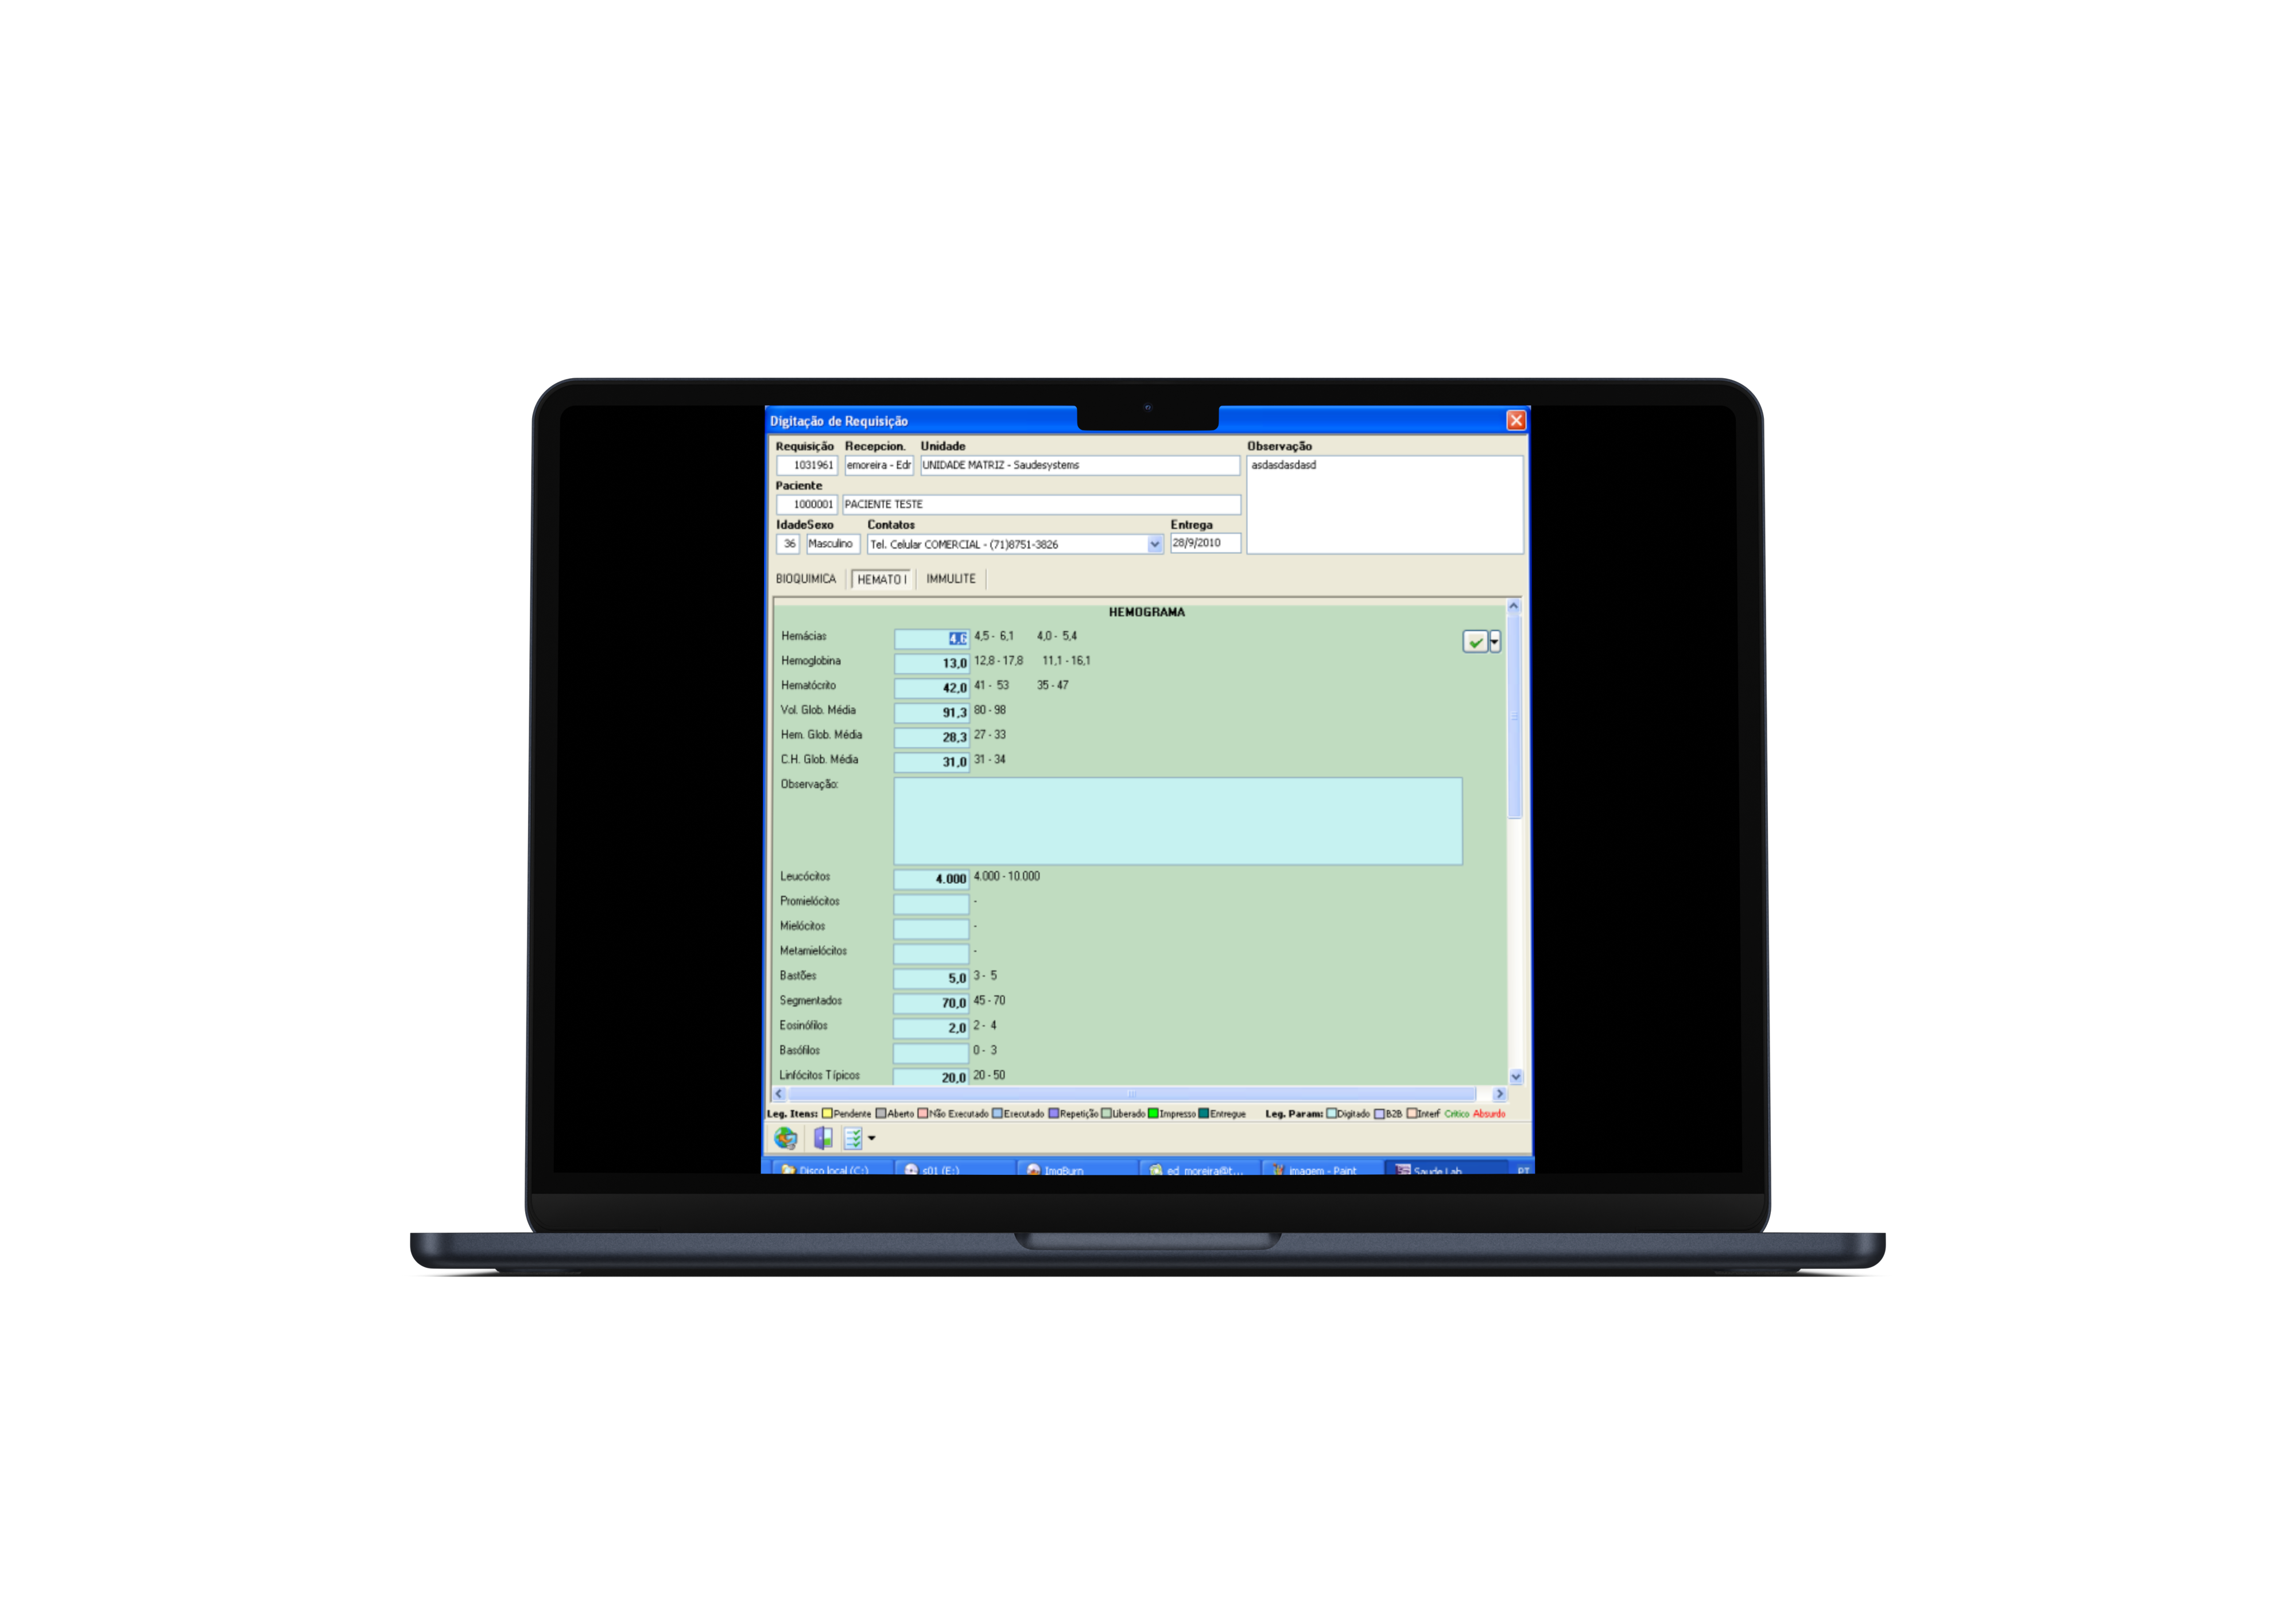 Digitação de Requisição
Requisição Recepcion. Unidade Observação
1031961 emoreira - Edr UNIDADE MATRIZ - Saudesystems asdasdasdasd
Paciente
1000001 PACIENTE TESTE
IdadeSexo Contatos Entrega
36 Masculino Tel. Celular COMERCIAL - (71)8751-3826 28/9/2010
BIOQUIMICA HEMATO I IMMULITE
HEMOGRAMA
Hemácias 4,6 4,5 - 6,1 4,0 - 5,4
Hemoglobina 13,0 12,8 - 17,8 11,1 - 16,1
Hematócrito 42,0 41 - 53 35 - 47
Vol. Glob. Média 91,3 80 - 98
Hem. Glob. Média 28,3 27 - 33
C.H. Glob. Média 31,0 31 - 34
Observação:
Leucócitos 4.000 4.000 - 10.000
Promielócitos -
Mielócitos -
Metamielócitos -
Bastões 5,0 3 - 5
Segmentados 70,0 45 - 70
Eosinófilos 2,0 2 - 4
Basófilos 0 - 3
Linfócitos Típicos 20,0 20 - 50
Leg. Itens: Pendente Aberto Não Executado Executado Repetição Liberado Impresso Entregue Leg. Param: Digitado B2B Interf Crítico Absurdo
Disco local (C:) s01 (E:) ImgBurn ed_moreira@t... imagem - Paint Saude Lab PT